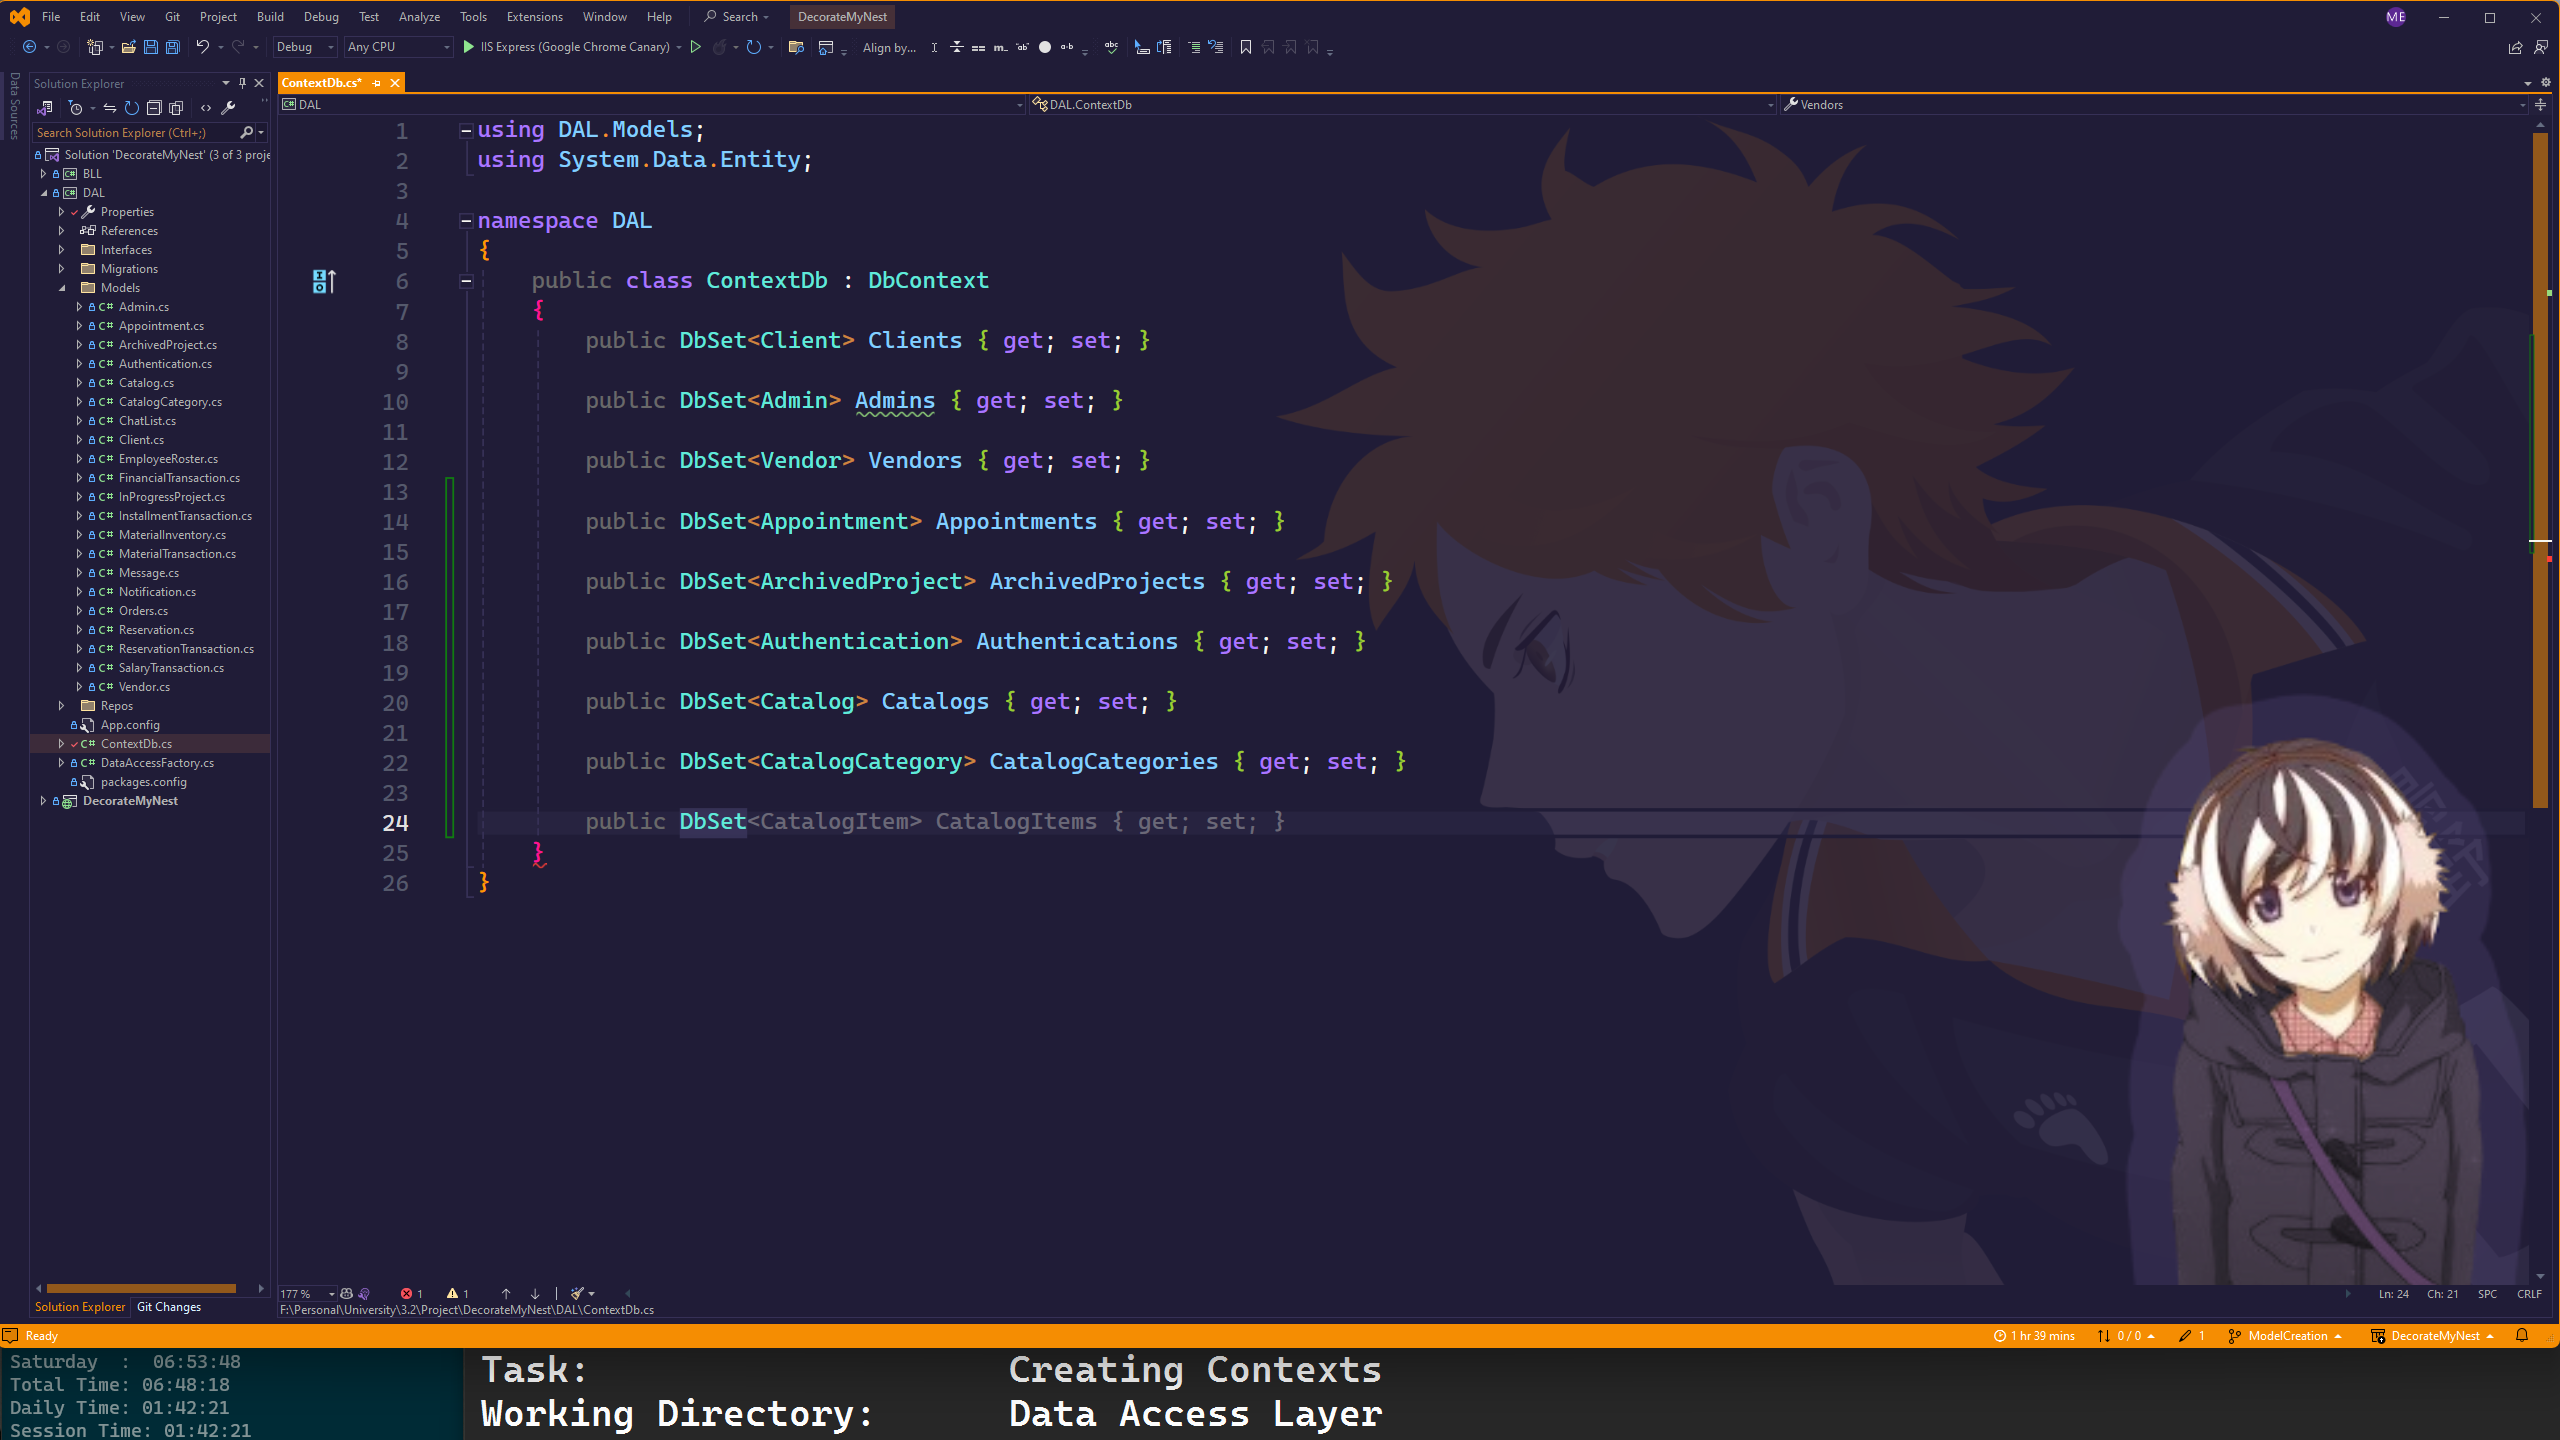 File Edit View Git Project Build Debug Test Analyze Tools Extensions Window Help Search DecorateMyNest ME
Debug Any CPU IIS Express (Google Chrome Canary) Align by...
Data Sources
Solution Explorer
Search Solution Explorer (Ctrl+;)
Solution 'DecorateMyNest' (3 of 3 proje
BLL
DAL
Properties
References
Interfaces
Migrations
Models
Admin.cs
Appointment.cs
ArchivedProject.cs
Authentication.cs
Catalog.cs
CatalogCategory.cs
ChatList.cs
Client.cs
EmployeeRoster.cs
FinancialTransaction.cs
InProgressProject.cs
InstallmentTransaction.cs
MaterialInventory.cs
MaterialTransaction.cs
Message.cs
Notification.cs
Orders.cs
Reservation.cs
ReservationTransaction.cs
SalaryTransaction.cs
Vendor.cs
Repos
App.config
ContextDb.cs
DataAccessFactory.cs
packages.config
DecorateMyNest
Solution Explorer Git Changes
ContextDb.cs*
DAL DAL.ContextDb Vendors
1 using DAL.Models;
2 using System.Data.Entity;
3
4 namespace DAL
5 {
6 public class ContextDb : DbContext
7 {
8 public DbSet<Client> Clients { get; set; }
9
10 public DbSet<Admin> Admins { get; set; }
11
12 public DbSet<Vendor> Vendors { get; set; }
13
14 public DbSet<Appointment> Appointments { get; set; }
15
16 public DbSet<ArchivedProject> ArchivedProjects { get; set; }
17
18 public DbSet<Authentication> Authentications { get; set; }
19
20 public DbSet<Catalog> Catalogs { get; set; }
21
22 public DbSet<CatalogCategory> CatalogCategories { get; set; }
23
24 public DbSet<CatalogItem> CatalogItems { get; set; }
25 }
26 }
177 % 1 1 Ln: 24 Ch: 21 SPC CRLF
F:\Personal\University\3.2\Project\DecorateMyNest\DAL\ContextDb.cs
Ready 1 hr 39 mins 0 / 0 1 ModelCreation DecorateMyNest
Saturday : 06:53:48
Total Time: 06:48:18
Daily Time: 01:42:21
Session Time: 01:42:21
Task: Creating Contexts
Working Directory: Data Access Layer